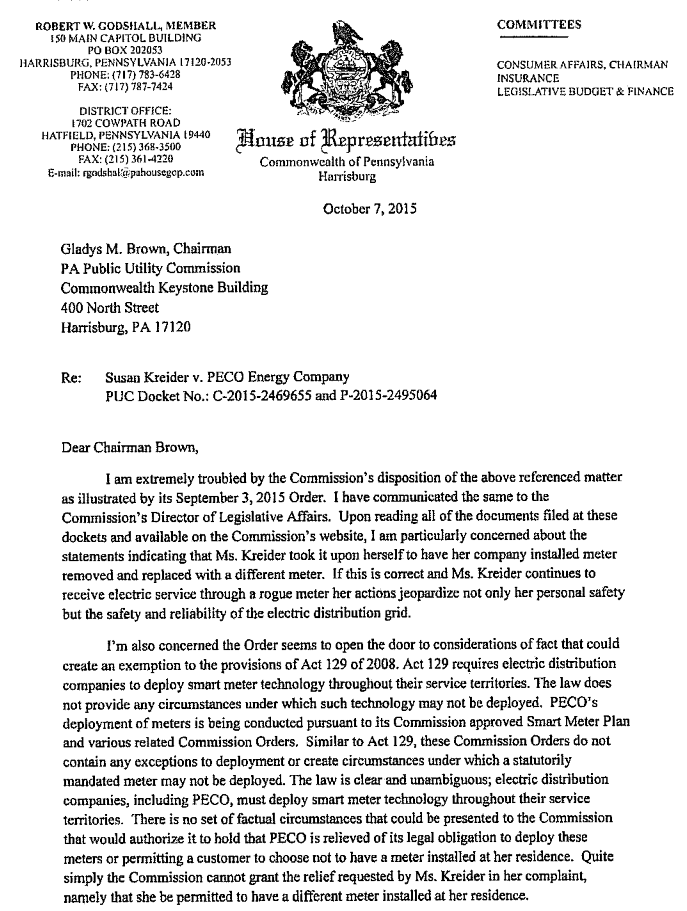 ROBERT W. GODSHALL, MEMBER
150 MAIN CAPITOL BUILDING
PO BOX 202053
HARRISBURG, PENNSYLVANIA 17120-2053
PHONE: (717) 783-6428
FAX: (717) 787-7424
DISTRICT OFFICE:
1702 COWPATH ROAD
HATFIELD, PENNSYLVANIA 19440
PHONE: (215) 368-3500
FAX: (215) 361-4220
E-mail: rgodshal@pahousegop.com
House of Representatives
Commonwealth of Pennsylvania
Harrisburg
COMMITTEES
CONSUMER AFFAIRS, CHAIRMAN
INSURANCE
LEGISLATIVE BUDGET & FINANCE
October 7, 2015
Gladys M. Brown, Chairman
PA Public Utility Commission
Commonwealth Keystone Building
400 North Street
Harrisburg, PA 17120
Re: Susan Kreider v. PECO Energy Company
PUC Docket No.: C-2015-2469655 and P-2015-2495064
Dear Chairman Brown,
I am extremely troubled by the Commission's disposition of the above referenced matter
as illustrated by its September 3, 2015 Order. I have communicated the same to the
Commission's Director of Legislative Affairs. Upon reading all of the documents filed at these
dockets and available on the Commission's website, I am particularly concerned about the
statements indicating that Ms. Kreider took it upon herself to have her company installed meter
removed and replaced with a different meter. If this is correct and Ms. Kreider continues to
receive electric service through a rogue meter her actions jeopardize not only her personal safety
but the safety and reliability of the electric distribution grid.
I'm also concerned the Order seems to open the door to considerations of fact that could
create an exemption to the provisions of Act 129 of 2008. Act 129 requires electric distribution
companies to deploy smart meter technology throughout their service territories. The law does
not provide any circumstances under which such technology may not be deployed. PECO's
deployment of meters is being conducted pursuant to its Commission approved Smart Meter Plan
and various related Commission Orders. Similar to Act 129, these Commission Orders do not
contain any exceptions to deployment or create circumstances under which a statutorily
mandated meter may not be deployed. The law is clear and unambiguous; electric distribution
companies, including PECO, must deploy smart meter technology throughout their service
territories. There is no set of factual circumstances that could be presented to the Commission
that would authorize it to hold that PECO is relieved of its legal obligation to deploy these
meters or permitting a customer to choose not to have a meter installed at her residence. Quite
simply the Commission cannot grant the relief requested by Ms. Kreider in her complaint,
namely that she be permitted to have a different meter installed at her residence.